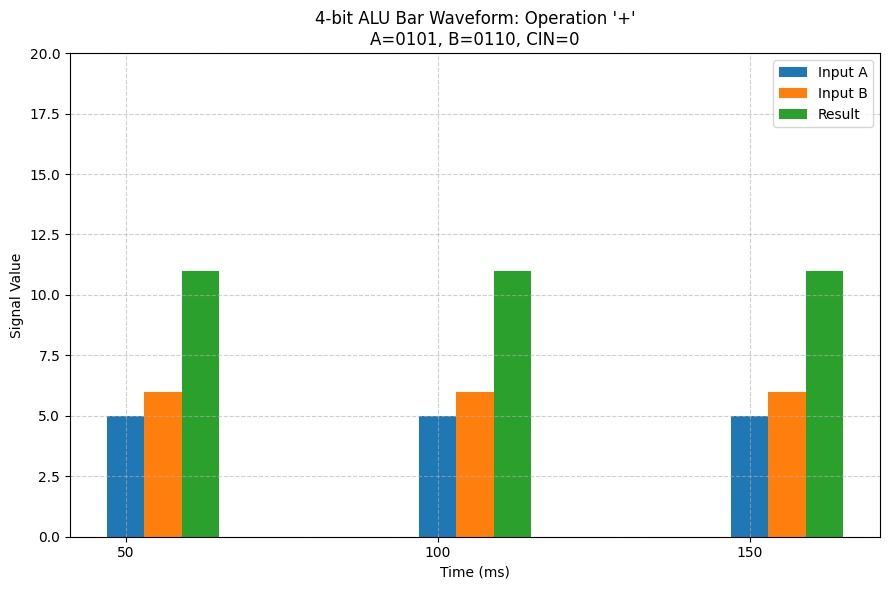 4-bit ALU Bar Waveform: Operation '+'
A=0101, B=0110, CIN=0
20.0
17.5
15.0
12.5
10.0
7.5
5.0
2.5
0.0
Signal Value
Input A
Input B
Result
50
100
150
Time (ms)